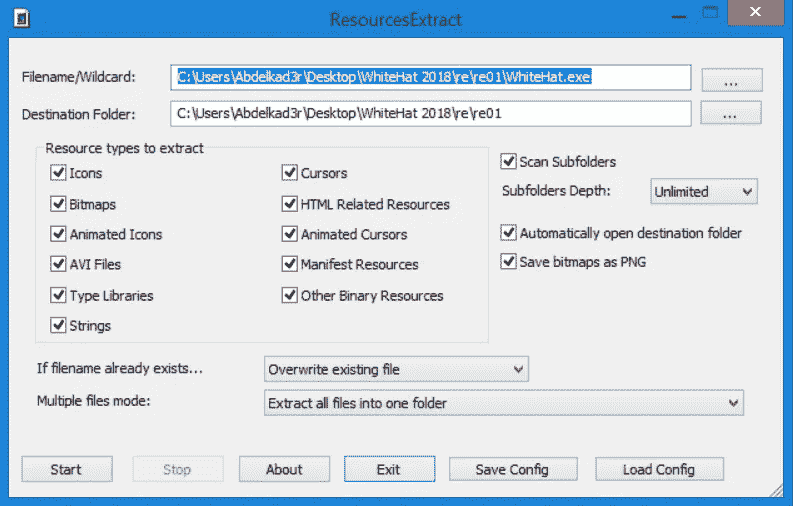 ResourcesExtract
Filename/Wildcard: C:\Users\Abdelkad3r\Desktop\WhiteHat 2018\re\re01\WhiteHat.exe ...
Destination Folder: C:\Users\Abdelkad3r\Desktop\WhiteHat 2018\re\re01 ...
Resource types to extract
Icons Cursors Scan Subfolders
Subfolders Depth: Unlimited
Bitmaps HTML Related Resources
Animated Icons Animated Cursors Automatically open destination folder
AVI Files Manifest Resources Save bitmaps as PNG
Type Libraries Other Binary Resources
Strings
If filename already exists... Overwrite existing file
Multiple files mode: Extract all files into one folder
Start Stop About Exit Save Config Load Config